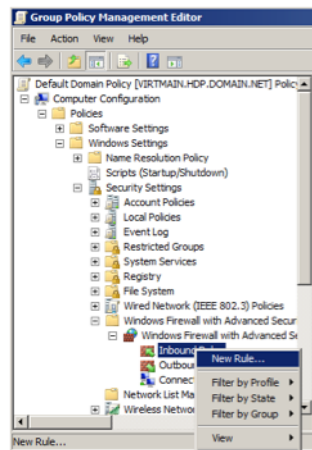 Group Policy Management Editor
File Action View Help
Default Domain Policy [VIRTMAIN.HDP.DOMAIN.NET] Policy
Computer Configuration
Policies
Software Settings
Windows Settings
Name Resolution Policy
Scripts (Startup/Shutdown)
Security Settings
Account Policies
Local Policies
Event Log
Restricted Groups
System Services
Registry
File System
Wired Network (IEEE 802.3) Policies
Windows Firewall with Advanced Secur
Windows Firewall with Advanced Se
Inbound
New Rule...
Outbou
Connec
Filter by Profile
Network List Ma
Filter by State
Wireless Netwo
Filter by Group
View
New Rule...